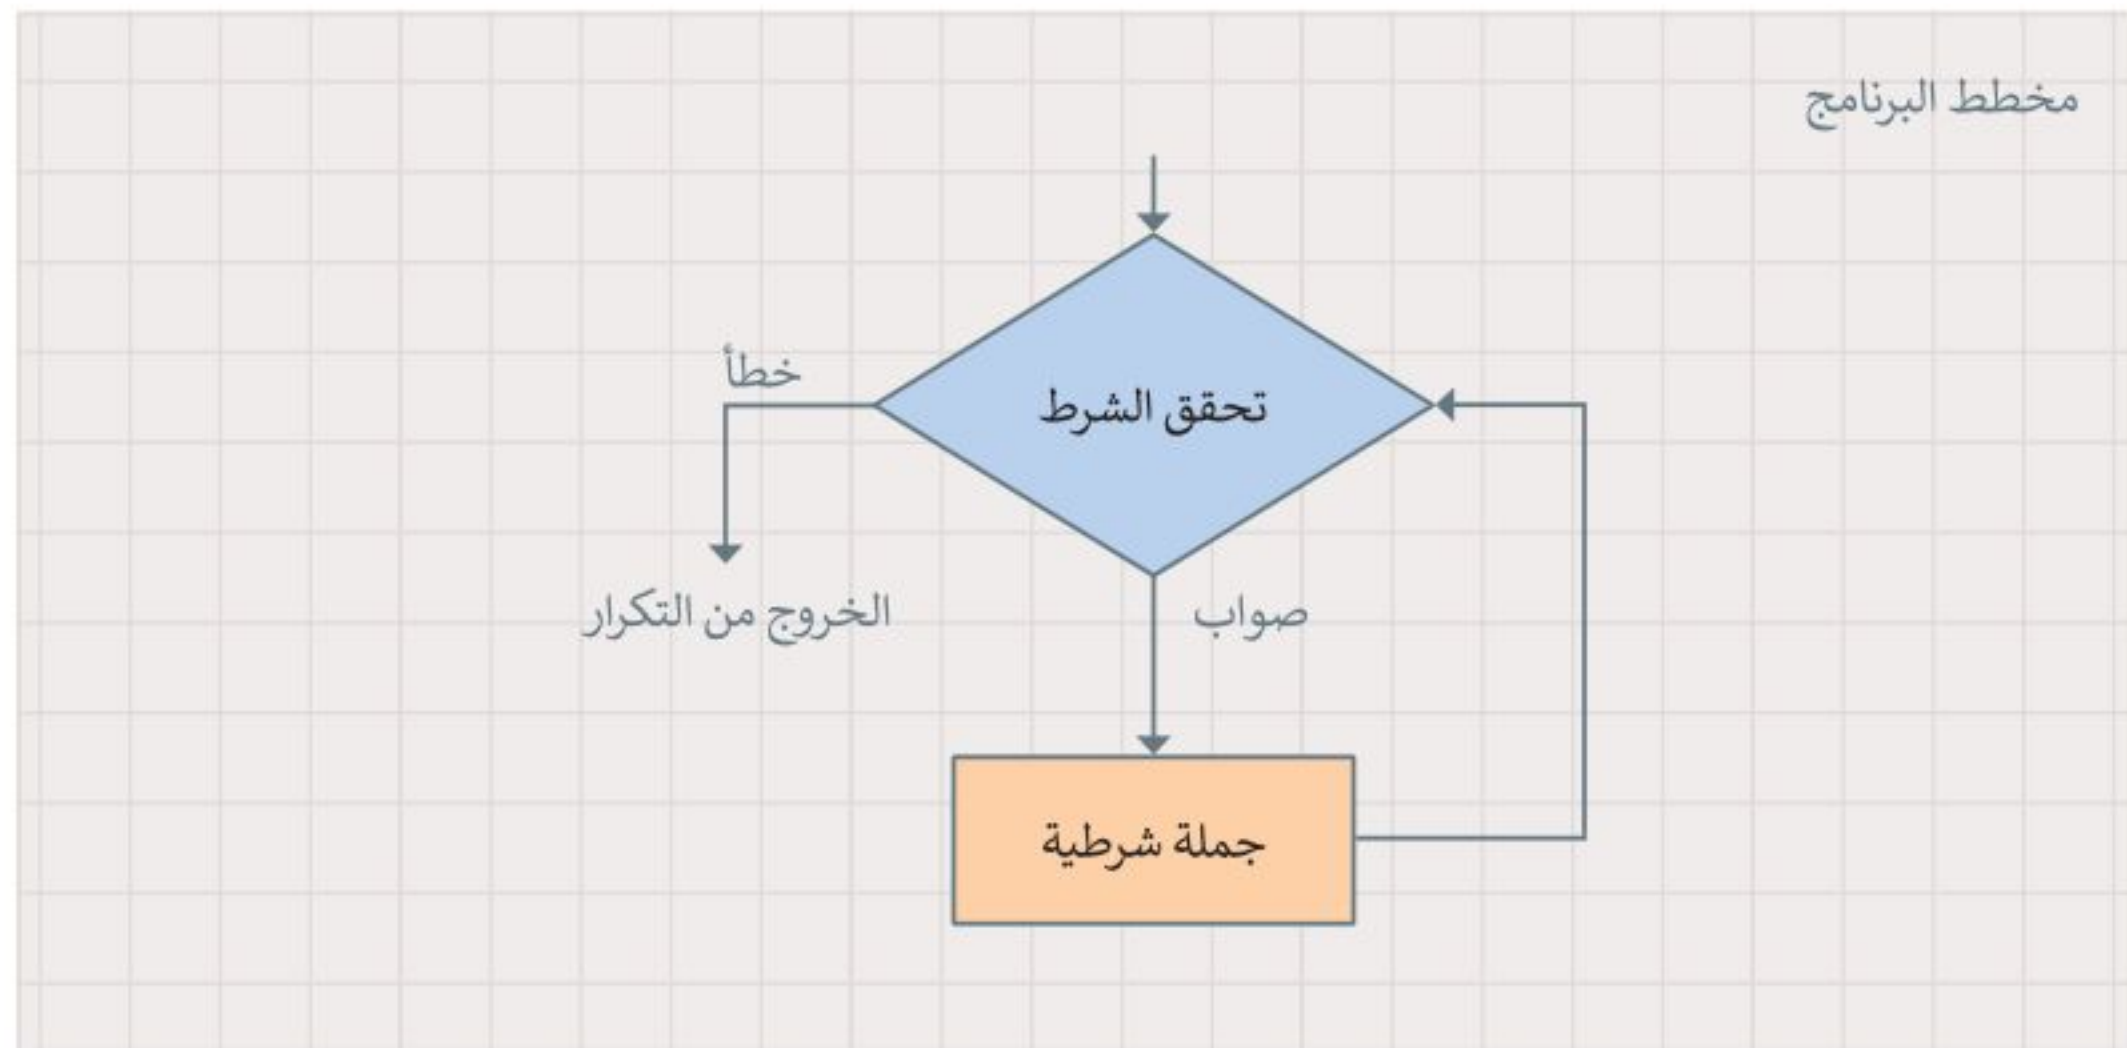 مخطط البرنامج
تحقق الشرط
خطأ
صواب
الخروج من التكرار
جملة شرطية